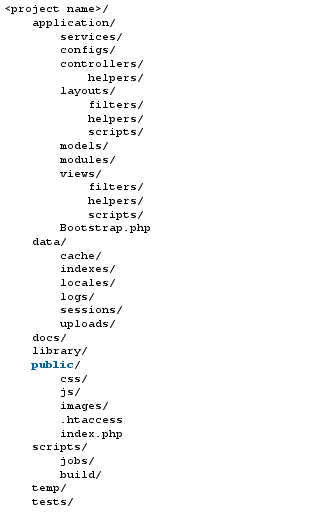 <project name>/
application/
services/
configs/
controllers/
helpers/
layouts/
filters/
helpers/
scripts/
models/
modules/
views/
filters/
helpers/
scripts/
Bootstrap.php
data/
cache/
indexes/
locales/
logs/
sessions/
uploads/
docs/
library/
public/
css/
js/
images/
.htaccess
index.php
scripts/
jobs/
build/
temp/
tests/